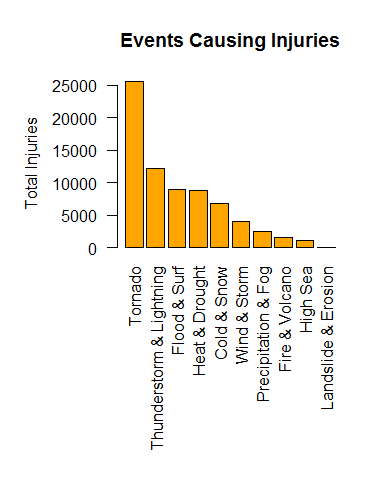 Events Causing Injuries
Total Injuries
25000
20000
15000
10000
5000
0
Tornado
Thunderstorm & Lightning
Flood & Surf
Heat & Drought
Cold & Snow
Wind & Storm
Precipitation & Fog
Fire & Volcano
High Sea
Landslide & Erosion